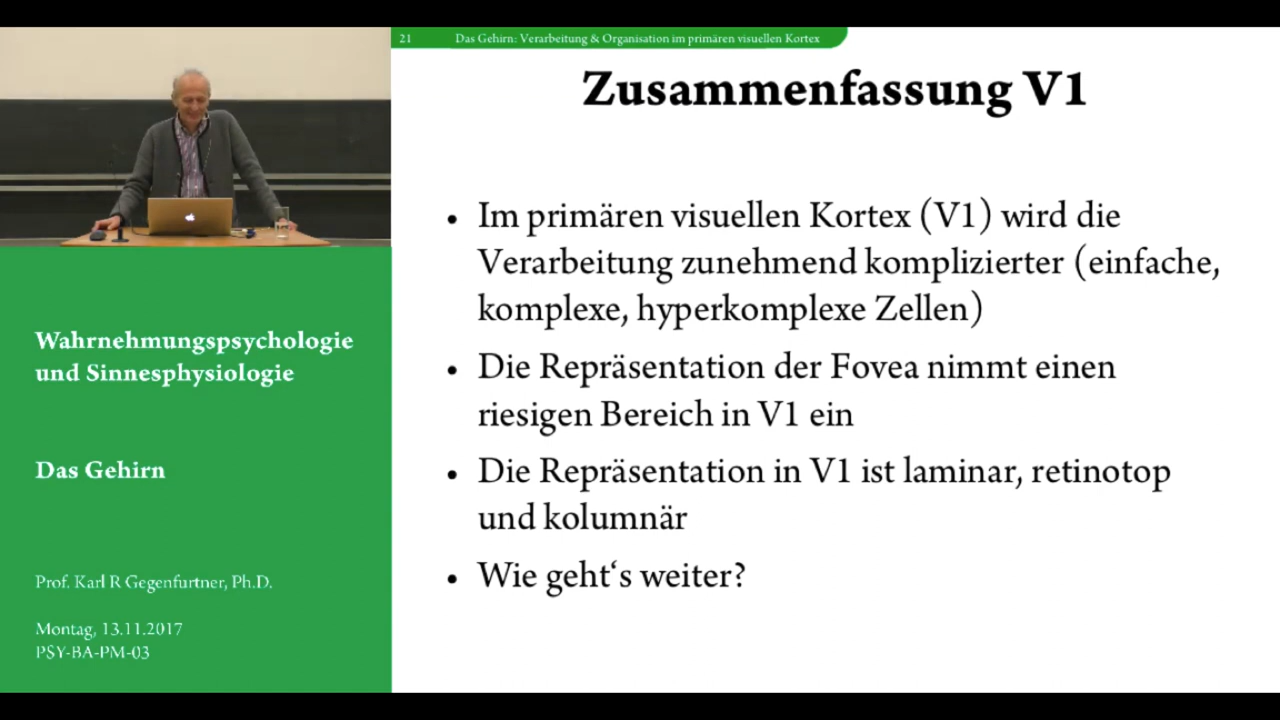 21 Das Gehirn: Verarbeitung & Organisation im primären visuellen Kortex
Zusammenfassung V1
• Im primären visuellen Kortex (V1) wird die
Verarbeitung zunehmend komplizierter (einfache,
komplexe, hyperkomplexe Zellen)
• Die Repräsentation der Fovea nimmt einen
riesigen Bereich in V1 ein
• Die Repräsentation in V1 ist laminar, retinotop
und kolumnär
• Wie geht‘s weiter?
Wahrnehmungspsychologie
und Sinnesphysiologie
Das Gehirn
Prof. Karl R Gegenfurtner, Ph.D.
Montag, 13.11.2017
PSY-BA-PM-03